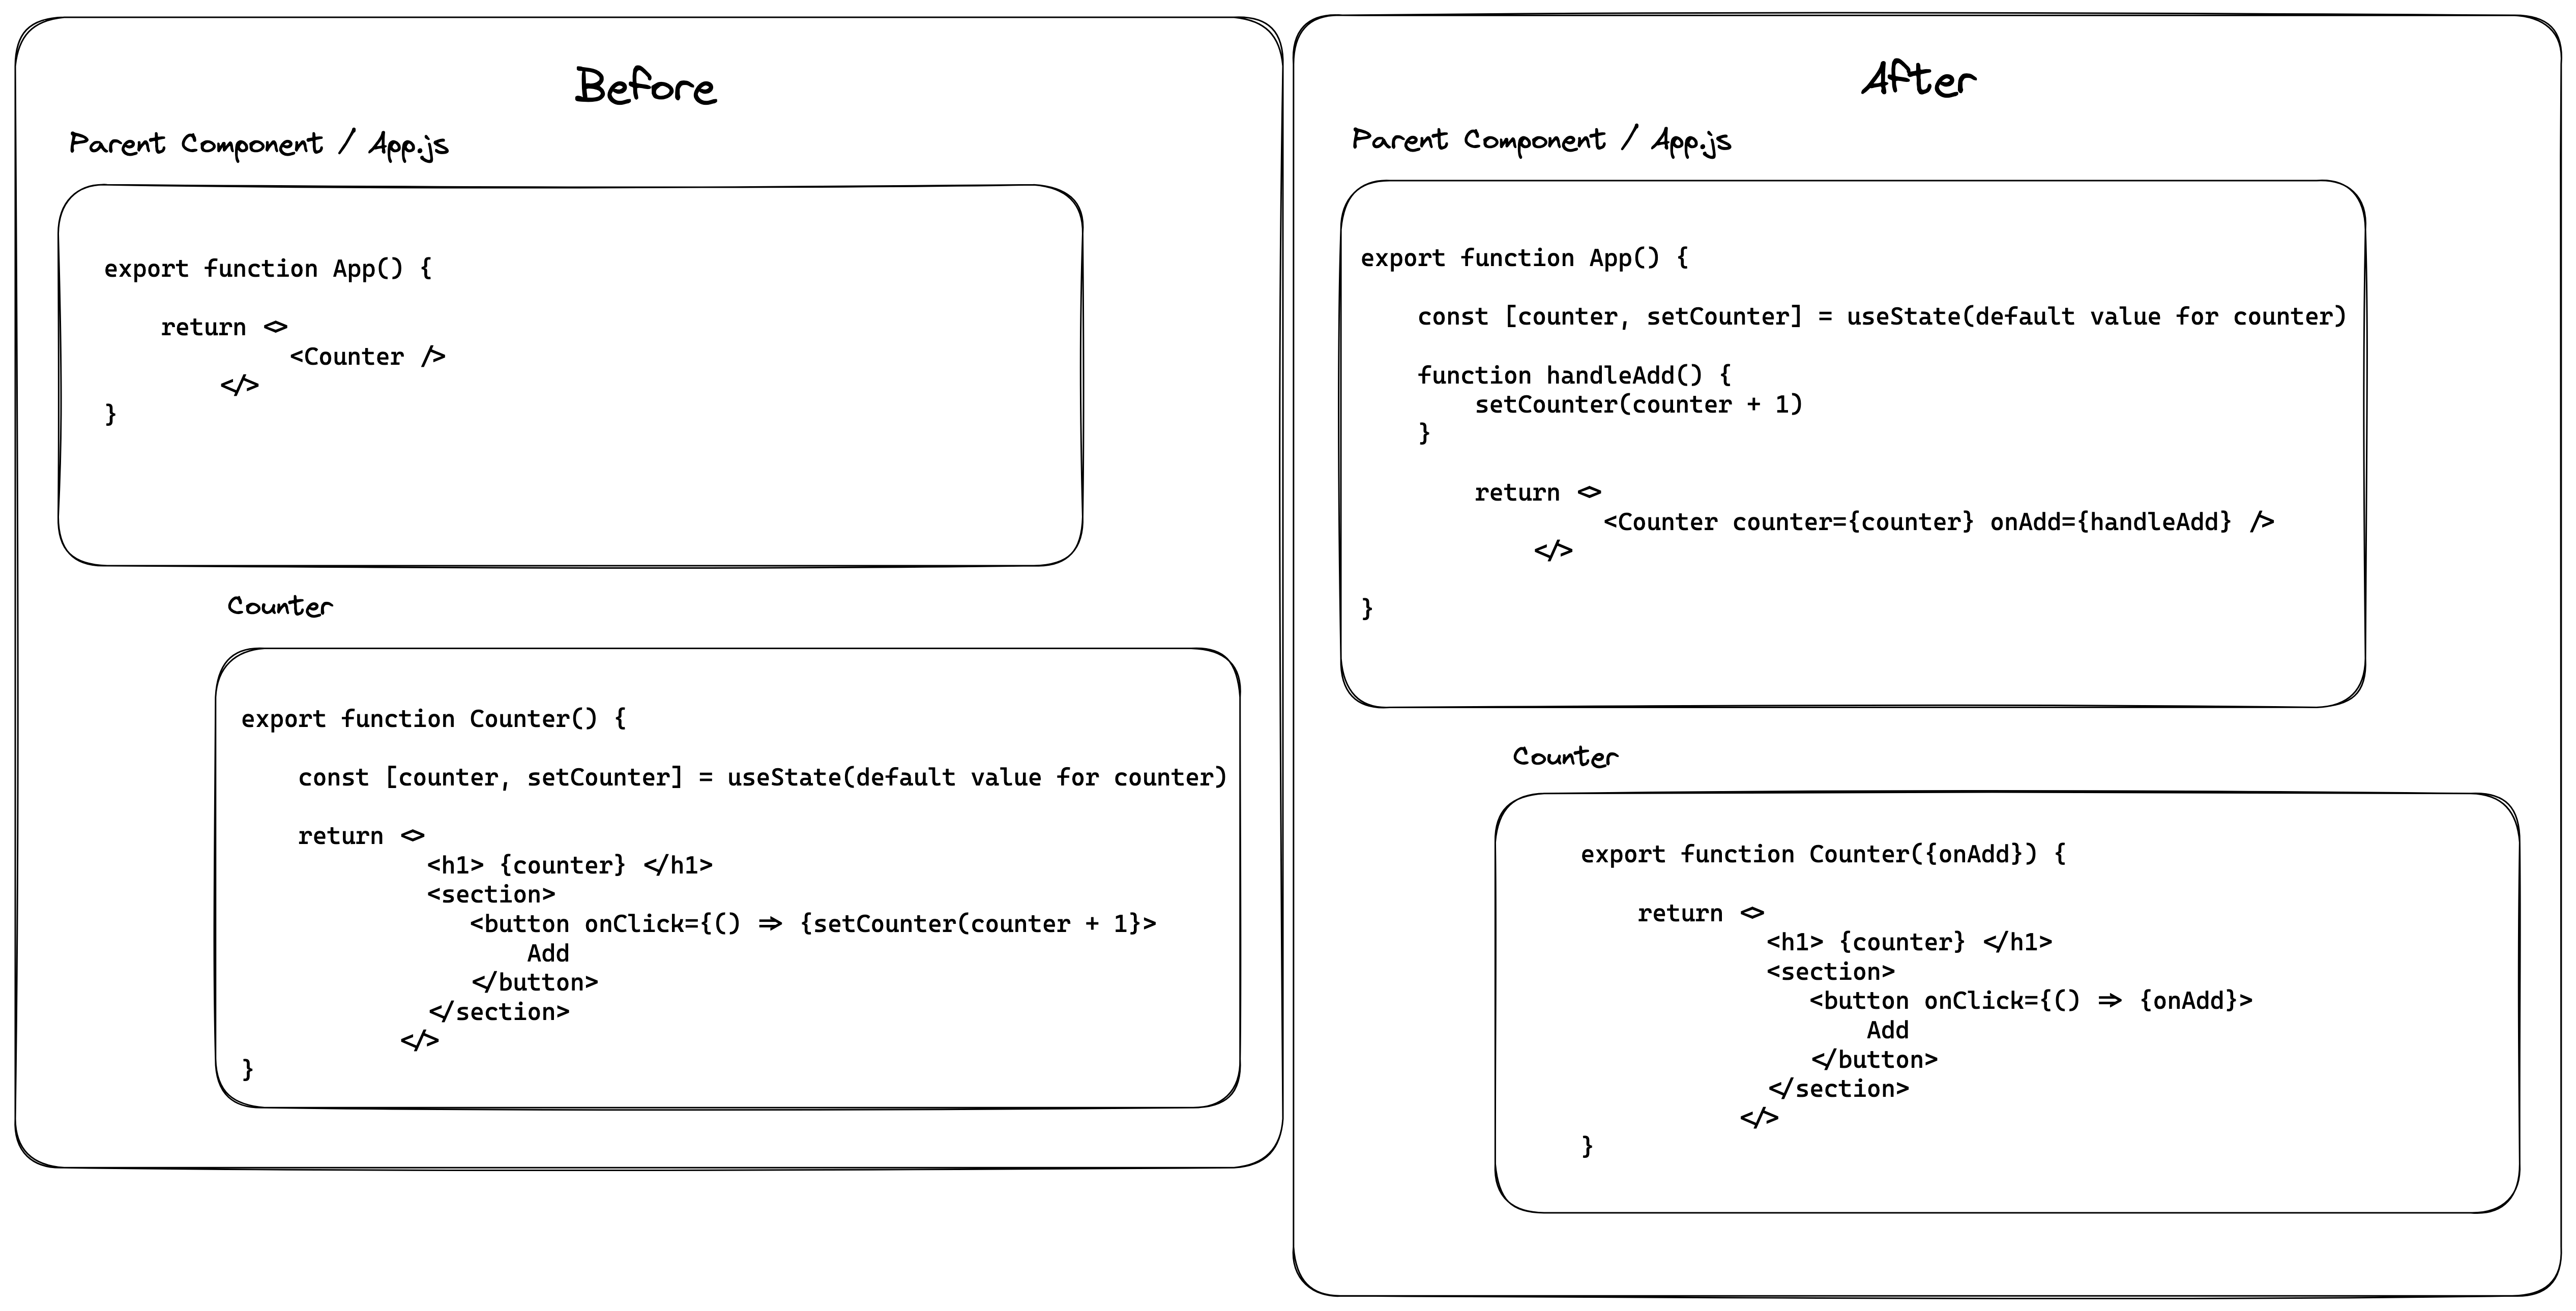 Before
Parent Component / App.js
export function App() {
return <>
<Counter />
</>
}
Counter
export function Counter() {
const [counter, setCounter] = useState(default value for counter)
return <>
<h1> {counter} </h1>
<section>
<button onClick={() => {setCounter(counter + 1}>
Add
</button>
</section>
</>
}
After
Parent Component / App.js
export function App() {
const [counter, setCounter] = useState(default value for counter)
function handleAdd() {
setCounter(counter + 1)
}
return <>
<Counter counter={counter} onAdd={handleAdd} />
</>
}
Counter
export function Counter({onAdd}) {
return <>
<h1> {counter} </h1>
<section>
<button onClick={() => {onAdd}>
Add
</button>
</section>
</>
}